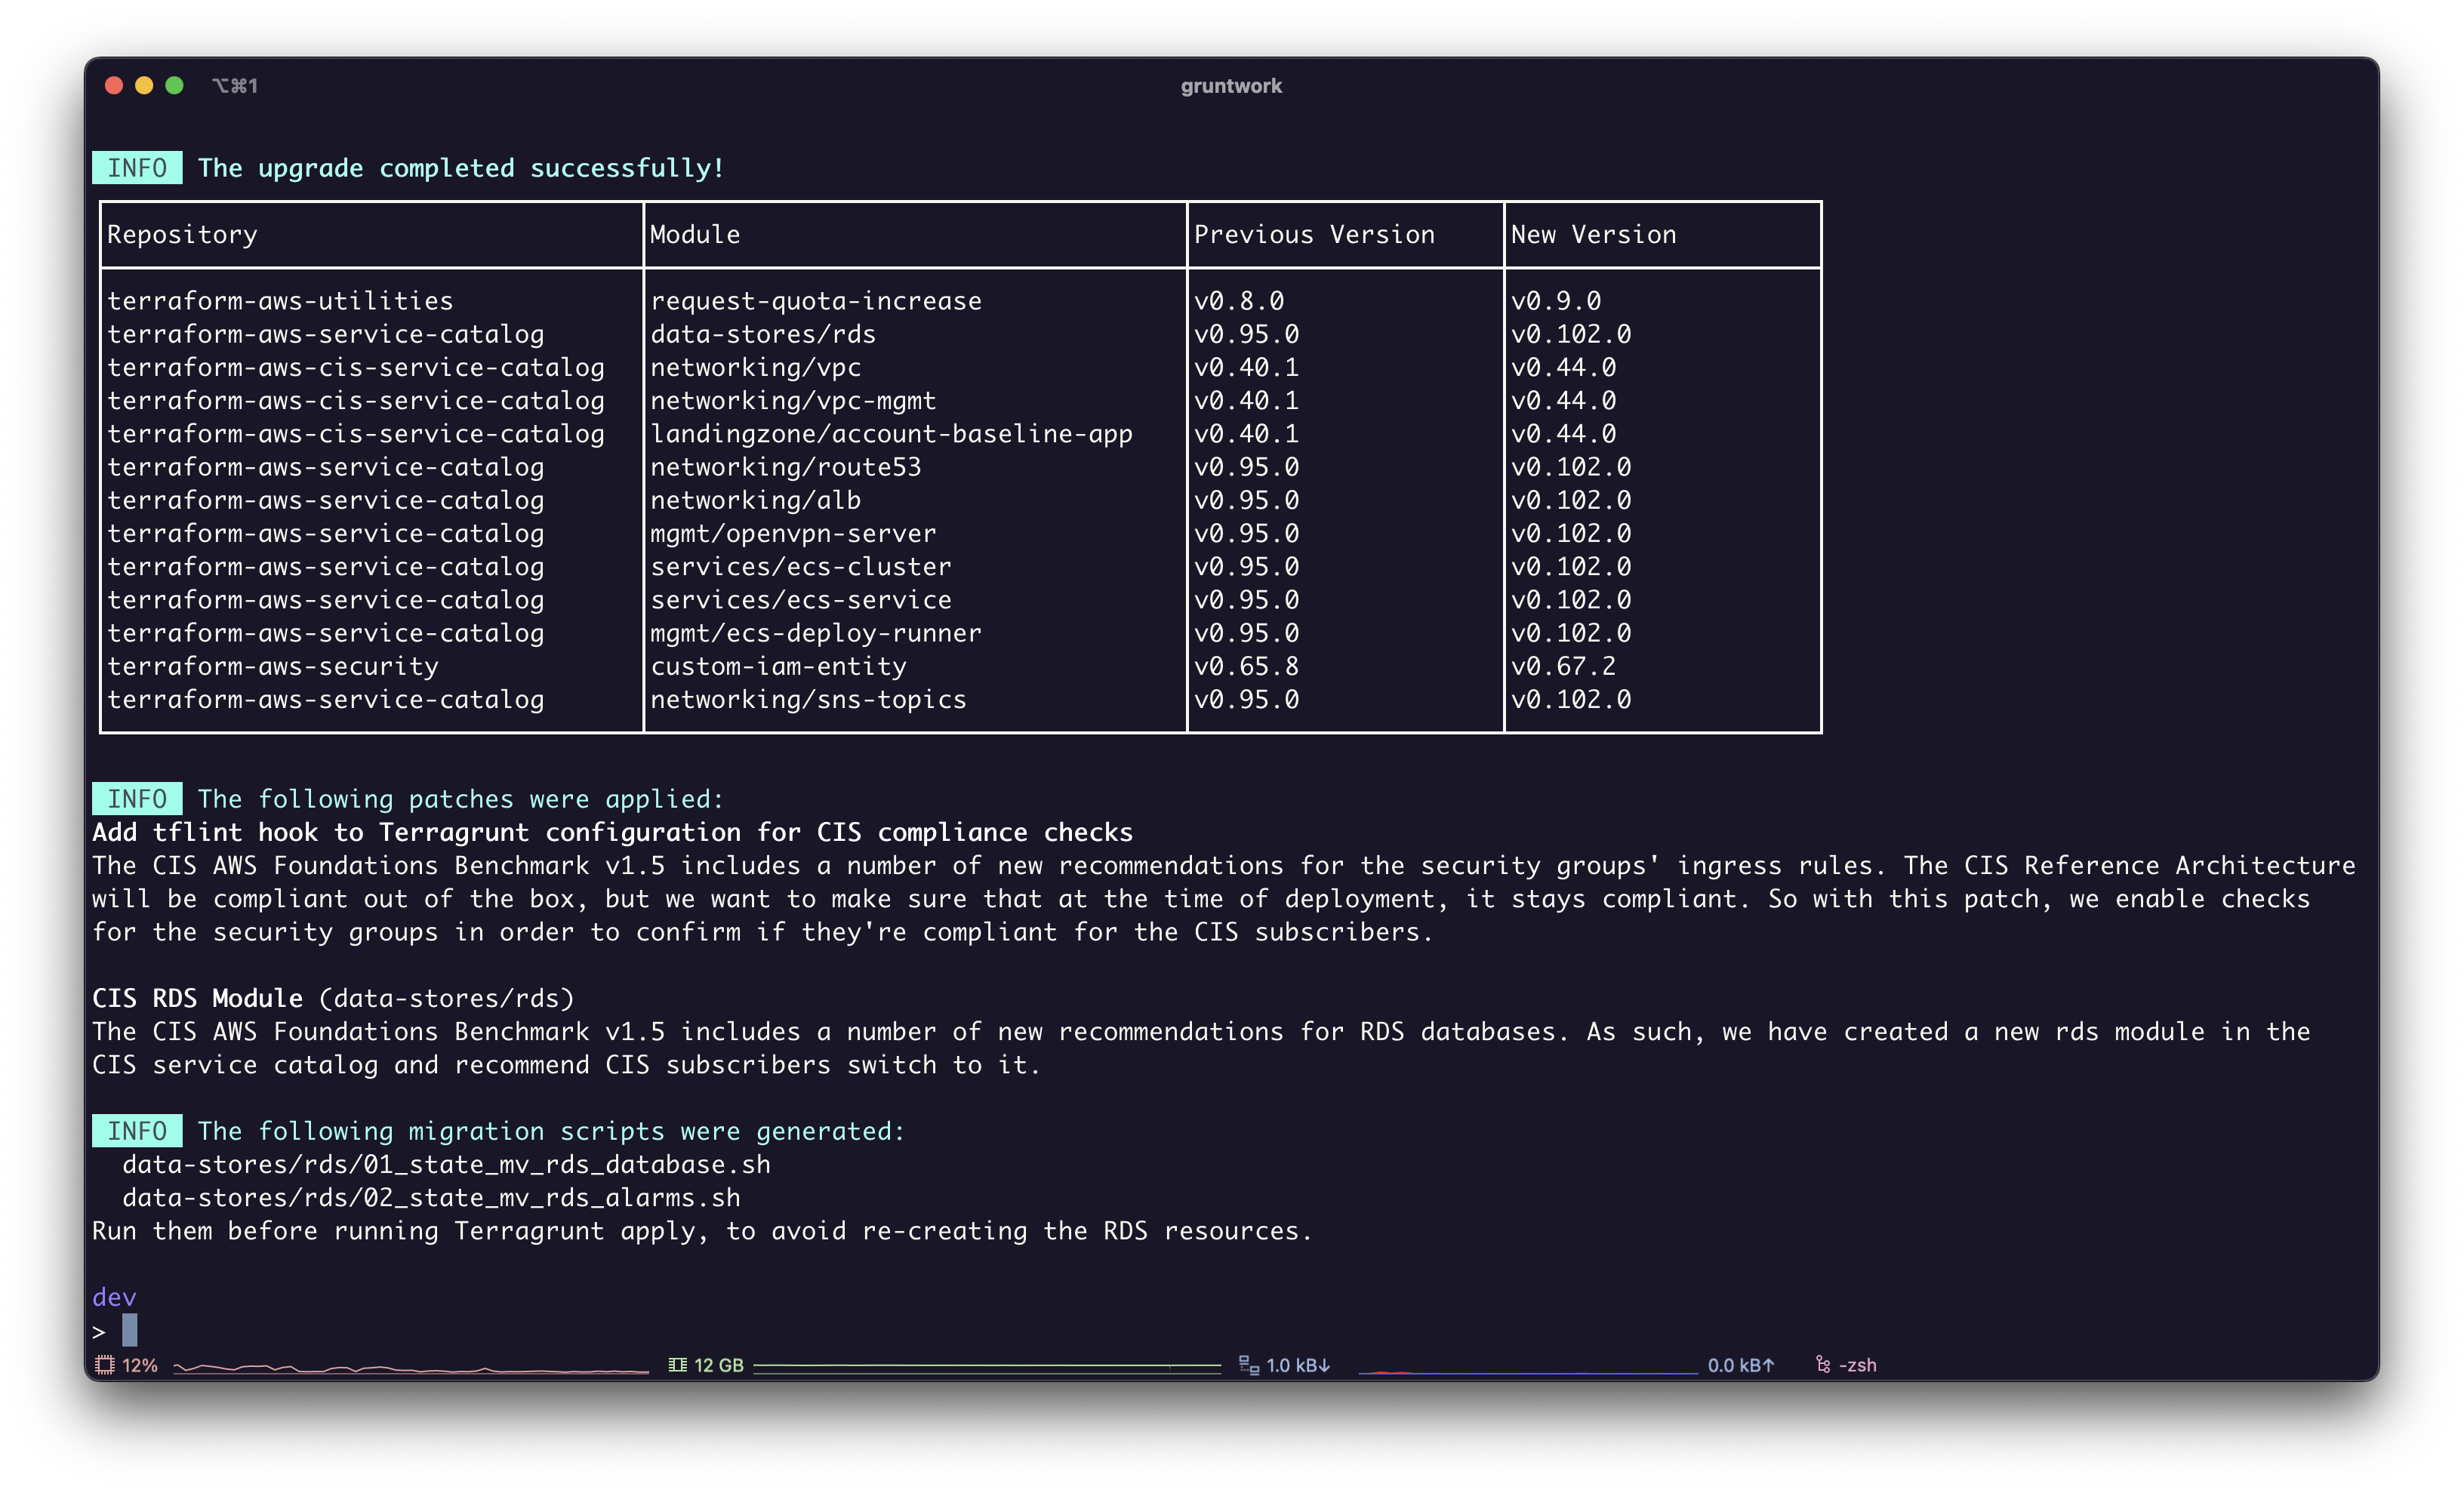 ⌥⌘1 gruntwork
INFO The upgrade completed successfully!
Repository Module Previous Version New Version
terraform-aws-utilities request-quota-increase v0.8.0 v0.9.0
terraform-aws-service-catalog data-stores/rds v0.95.0 v0.102.0
terraform-aws-cis-service-catalog networking/vpc v0.40.1 v0.44.0
terraform-aws-cis-service-catalog networking/vpc-mgmt v0.40.1 v0.44.0
terraform-aws-cis-service-catalog landingzone/account-baseline-app v0.40.1 v0.44.0
terraform-aws-service-catalog networking/route53 v0.95.0 v0.102.0
terraform-aws-service-catalog networking/alb v0.95.0 v0.102.0
terraform-aws-service-catalog mgmt/openvpn-server v0.95.0 v0.102.0
terraform-aws-service-catalog services/ecs-cluster v0.95.0 v0.102.0
terraform-aws-service-catalog services/ecs-service v0.95.0 v0.102.0
terraform-aws-service-catalog mgmt/ecs-deploy-runner v0.95.0 v0.102.0
terraform-aws-security custom-iam-entity v0.65.8 v0.67.2
terraform-aws-service-catalog networking/sns-topics v0.95.0 v0.102.0
INFO The following patches were applied:
Add tflint hook to Terragrunt configuration for CIS compliance checks
The CIS AWS Foundations Benchmark v1.5 includes a number of new recommendations for the security groups' ingress rules. The CIS Reference Architecture
will be compliant out of the box, but we want to make sure that at the time of deployment, it stays compliant. So with this patch, we enable checks
for the security groups in order to confirm if they're compliant for the CIS subscribers.
CIS RDS Module (data-stores/rds)
The CIS AWS Foundations Benchmark v1.5 includes a number of new recommendations for RDS databases. As such, we have created a new rds module in the
CIS service catalog and recommend CIS subscribers switch to it.
INFO The following migration scripts were generated:
data-stores/rds/01_state_mv_rds_database.sh
data-stores/rds/02_state_mv_rds_alarms.sh
Run them before running Terragrunt apply, to avoid re-creating the RDS resources.
dev
>
12% 12 GB 1.0 kB↓ 0.0 kB↑ -zsh